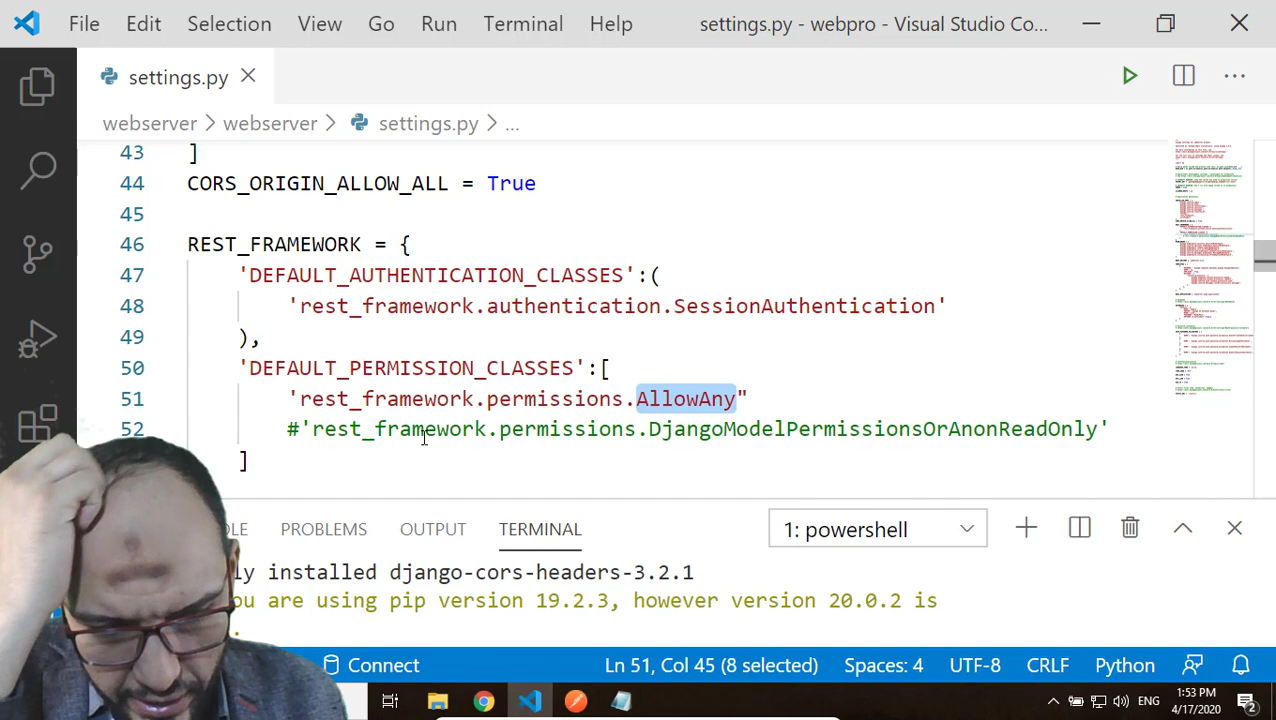 File Edit Selection View Go Run Terminal Help settings.py - webpro - Visual Studio Co...
settings.py
webserver > webserver > settings.py > ...
43 ]
44 CORS_ORIGIN_ALLOW_ALL = True
45
46 REST_FRAMEWORK = {
47 'DEFAULT_AUTHENTICATION_CLASSES':(
48 'rest_framework.authentication.SessionAuthentication'
49 ),
50 'DEFAULT_PERMISSION_CLASSES':[
51 'rest_framework.permissions.AllowAny"
52 #'rest_framework.permissions.DjangoModelPermissionsOrAnonReadOnly'
]
PROBLEMS OUTPUT TERMINAL 1: powershell
installed django-cors-headers-3.2.1
ou are using pip version 19.2.3, however version 20.0.2 is
.
Connect Ln 51, Col 45 (8 selected) Spaces: 4 UTF-8 CRLF Python
ENG 1:53 PM 4/17/2020 2